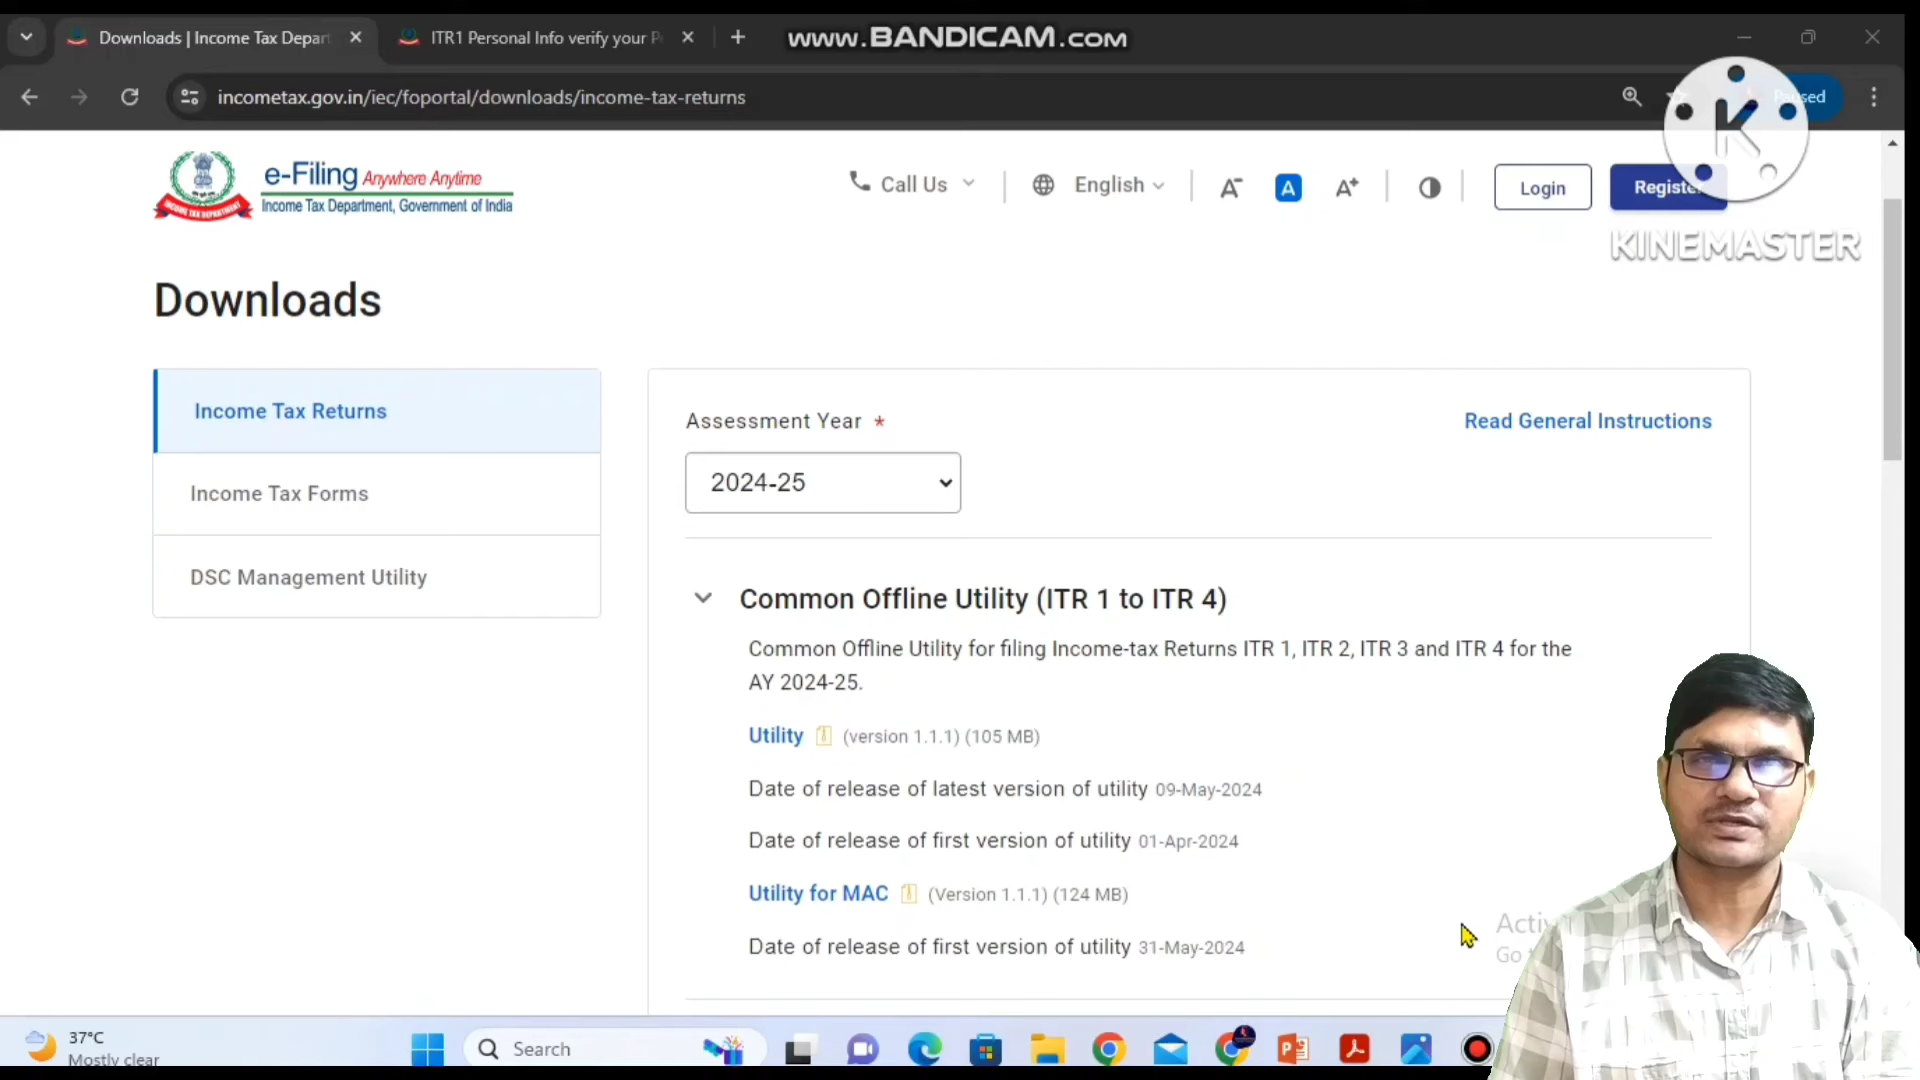 Downloads | Income Tax Depar
ITR1 Personal Info verify your P
www.BANDICAM.com
incometax.gov.in/iec/foportal/downloads/income-tax-returns
e-Filing Anywhere Anytime
Income Tax Department, Government of India
INCOME TAX DEPARTMENT
Call Us
English
A-
A
A+
Login
Register
K
KINEMASTER
Downloads
Income Tax Returns
Income Tax Forms
DSC Management Utility
Assessment Year *
Read General Instructions
2024-25
Common Offline Utility (ITR 1 to ITR 4)
Common Offline Utility for filing Income-tax Returns ITR 1, ITR 2, ITR 3 and ITR 4 for the
AY 2024-25.
Utility (version 1.1.1) (105 MB)
Date of release of latest version of utility 09-May-2024
Date of release of first version of utility 01-Apr-2024
Utility for MAC (Version 1.1.1) (124 MB)
Date of release of first version of utility 31-May-2024
37°C
Mostly clear
Search